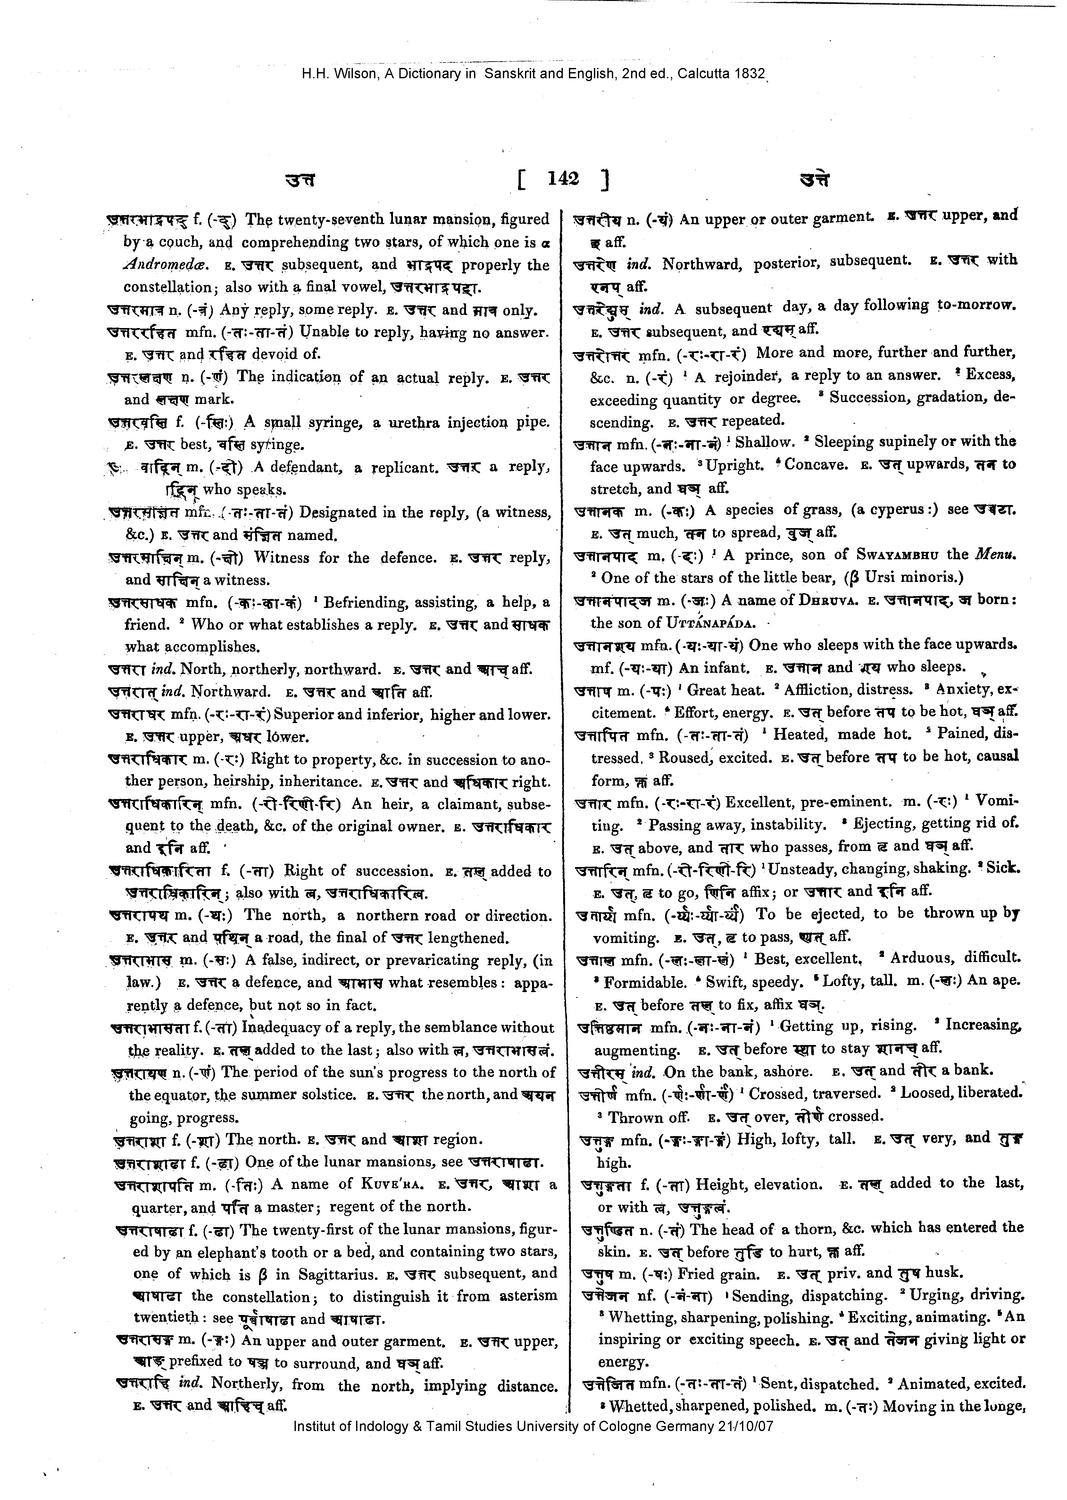 H.H. Wilson, A Dictionary in Sanskrit and English, 2nd ed., Calcutta 1832
उत्त [ 142 ] उत्ते
उत्तरभाद्रपदु f. (-दु) The twenty-seventh lunar mansion, figured
by a couch, and comprehending two stars, of which one is α
Andromedæ. E. उत्तर subsequent, and भाद्रपद properly the
constellation; also with a final vowel, उत्तरभाद्रपद्रा.
उत्तरमात्र n. (-त्रं) Any reply, some reply. E. उत्तर and मात्र only.
उत्तररहित mfn. (-तः-ता-तं) Unable to reply, having no answer.
E. उत्तर and रहित devoid of.
उत्तरलक्षण n. (-णं) The indication of an actual reply. E. उत्तर
and लक्षण mark.
उत्तरवस्ति f. (-स्तिः) A small syringe, a urethra injection pipe.
E. उत्तर best, वस्ति syringe.
वादिन् m. (-दी) A defendant, a replicant. उत्तर a reply,
वादिन् who speaks.
उत्तरसंज्ञित mfn. (-तः-ता-तं) Designated in the reply, (a witness,
&c.) E. उत्तर and संज्ञित named.
उत्तरसाक्षिन् m. (-क्षी) Witness for the defence. E. उत्तर reply,
and साक्षिन् a witness.
उत्तरसाधक mfn. (-कः-का-कं) ¹ Befriending, assisting, a help, a
friend. ² Who or what establishes a reply. E. उत्तर and साधक
what accomplishes.
उत्तरा ind. North, northerly, northward. E. उत्तर and आच् aff.
उत्तरात् ind. Northward. E. उत्तर and आति aff.
उत्तराधर mfn. (-रः-रा-रं) Superior and inferior, higher and lower.
E. उत्तर upper, अधर lower.
उत्तराधिकार m. (-रः) Right to property, &c. in succession to ano-
ther person, heirship, inheritance. E. उत्तर and अधिकार right.
उत्तराधिकारिन् mfn. (-री-रिणी-रि) An heir, a claimant, subse-
quent to the death, &c. of the original owner. E. उत्तराधिकार
and इनि aff.
उत्तराधिकारिता f. (-ता) Right of succession. E. तल् added to
उत्तराधिकारिन्; also with त्व, उत्तराधिकारित्व.
उत्तरापथ m. (-थः) The north, a northern road or direction.
E. उत्तर and पथिन् a road, the final of उत्तर lengthened.
उत्तराभास m. (-सः) A false, indirect, or prevaricating reply, (in
law.) E. उत्तर a defence, and आभास what resembles: appa-
rently a defence, but not so in fact.
उत्तराभासता f. (-ता) Inadequacy of a reply, the semblance without
the reality. E. तल् added to the last; also with त्व, उत्तराभासत्वं.
उत्तरायण n. (-णं) The period of the sun's progress to the north of
the equator, the summer solstice. E. उत्तर the north, and अयन
going, progress.
उत्तराशा f. (-शा) The north. E. उत्तर and आशा region.
उत्तराशाढा f. (-ढा) One of the lunar mansions, see उत्तराषाढा.
उत्तराशापति m. (-तिः) A name of KUVE'RA. E. उत्तर, आशा a
quarter, and पति a master; regent of the north.
उत्तराषाढा f. (-ढा) The twenty-first of the lunar mansions, figur-
ed by an elephant's tooth or a bed, and containing two stars,
one of which is β in Sagittarius. E. उत्तर subsequent, and
आषाढा the constellation; to distinguish it from asterism
twentieth: see पूर्वाषाढा and आषाढा.
उत्तरासङ्ग m. (-ङ्गः) An upper and outer garment. E. उत्तर upper,
आङ् prefixed to षञ्ज to surround, and घञ् aff.
उत्तराहि ind. Northerly, from the north, implying distance.
E. उत्तर and आहिच् aff.
उत्तरीय n. (-यं) An upper or outer garment. E. उत्तर upper, and
छ aff.
उत्तरेण ind. Northward, posterior, subsequent. E. उत्तर with
एनप् aff.
उत्तरेद्युस् ind. A subsequent day, a day following to-morrow.
E. उत्तर subsequent, and एद्युस् aff.
उत्तरोत्तर mfn. (-रः-रा-रं) More and more, further and further,
&c. n. (-रं) ¹ A rejoinder, a reply to an answer. ² Excess,
exceeding quantity or degree. ³ Succession, gradation, de-
scending. E. उत्तर repeated.
उत्तान mfn. (-नः-ना-नं) ¹ Shallow. ² Sleeping supinely or with the
face upwards. ³ Upright. ⁴ Concave. E. उत् upwards, तन to
stretch, and घञ् aff.
उत्तानक m. (-कः) A species of grass, (a cyperus:) see उच्चटा.
E. उत् much, तन to spread, वुञ् aff.
उत्तानपाद m. (-दः) ¹ A prince, son of SWAYAMBHU the Menu.
² One of the stars of the little bear, (β Ursi minoris.)
उत्तानपादज m. (-जः) A name of DHRUVA. E. उत्तानपाद, ज born:
the son of UTTÁNAPÁDA.
उत्तानशय mfn. (-यः-या-यं) One who sleeps with the face upwards.
mf. (-यः-या) An infant. E. उत्तान and शय who sleeps.
उत्ताप m. (-पः) ¹ Great heat. ² Affliction, distress. ³ Anxiety, ex-
citement. ⁴ Effort, energy. E. उत् before तप to be hot, घञ् aff.
उत्तापित mfn. (-तः-ता-तं) ¹ Heated, made hot. ² Pained, dis-
tressed. ³ Roused, excited. E. उत् before तप to be hot, causal
form, क्त aff.
उत्तार mfn. (-रः-रा-रं) Excellent, pre-eminent. m. (-रः) ¹ Vomi-
ting. ² Passing away, instability. ³ Ejecting, getting rid of.
E. उत् above, and तार who passes, from तॄ and घञ् aff.
उत्तारिन् mfn. (-री-रिणी-रि) ¹ Unsteady, changing, shaking. ² Sick.
E. उत्, तॄ to go, णिनि affix; or उत्तार and इनि aff.
उत्तार्य्य mfn. (-र्य्यः-र्य्या-र्य्यं) To be ejected, to be thrown up by
vomiting. E. उत्, तॄ to pass, ण्यत् aff.
उत्ताल mfn. (-लः-ला-लं) ¹ Best, excellent. ² Arduous, difficult.
³ Formidable. ⁴ Swift, speedy. ⁵ Lofty, tall. m. (-लः) An ape.
E. उत् before तल to fix, affix घञ्.
उत्तिष्ठमान mfn. (-नः-ना-नं) ¹ Getting up, rising. ² Increasing,
augmenting. E. उत् before स्था to stay शानच् aff.
उत्तीरम् ind. On the bank, ashore. E. उत् and तीर a bank.
उत्तीर्ण mfn. (-र्णः-र्णा-र्णं) ¹ Crossed, traversed. ² Loosed, liberated.
³ Thrown off. E. उत् over, तीर्ण crossed.
उत्तुङ्ग mfn. (-ङ्गः-ङ्गा-ङ्गं) High, lofty, tall. E. उत् very, and तुङ्ग
high.
उत्तुङ्गता f. (-ता) Height, elevation. E. तल् added to the last,
or with त्व, उत्तुङ्गत्वं.
उत्तुण्डित n. (-तं) The head of a thorn, &c. which has entered the
skin. E. उत् before तुडि to hurt, क्त aff.
उत्तुष m. (-षः) Fried grain. E. उत् priv. and तुष husk.
उत्तेजन nf. (-नं-ना) ¹ Sending, dispatching. ² Urging, driving.
³ Whetting, sharpening, polishing. ⁴ Exciting, animating. ⁵ An
inspiring or exciting speech. E. उत् and तेजन giving light or
energy.
उत्तेजित mfn. (-तः-ता-तं) ¹ Sent, dispatched. ² Animated, excited.
³ Whetted, sharpened, polished. m. (-तः) Moving in the lunge,
Institut of Indology & Tamil Studies University of Cologne Germany 21/10/07